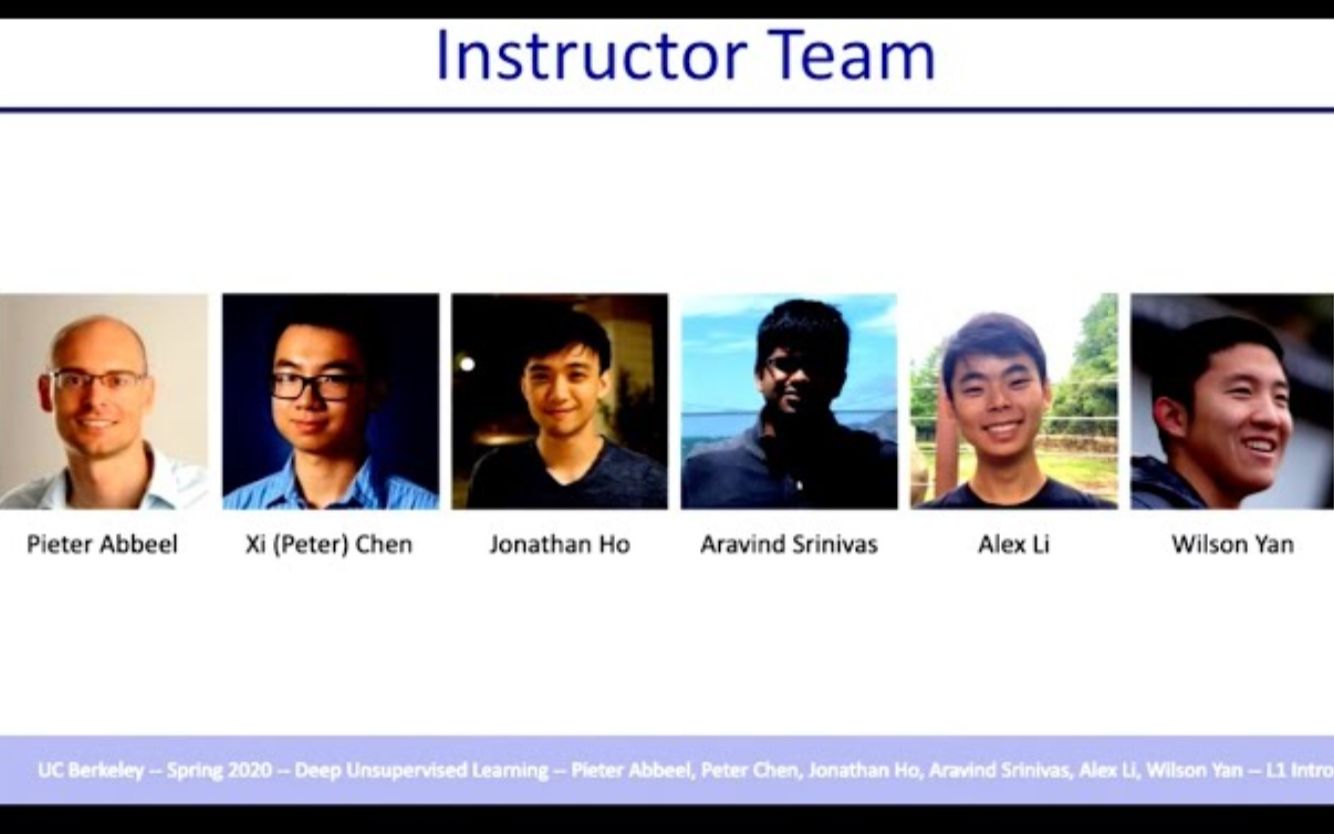 Instructor Team
Pieter Abbeel
Xi (Peter) Chen
Jonathan Ho
Aravind Srinivas
Alex Li
Wilson Yan
UC Berkeley -- Spring 2020 -- Deep Unsupervised Learning -- Pieter Abbeel, Peter Chen, Jonathan Ho, Aravind Srinivas, Alex Li, Wilson Yan -- L1 Intro